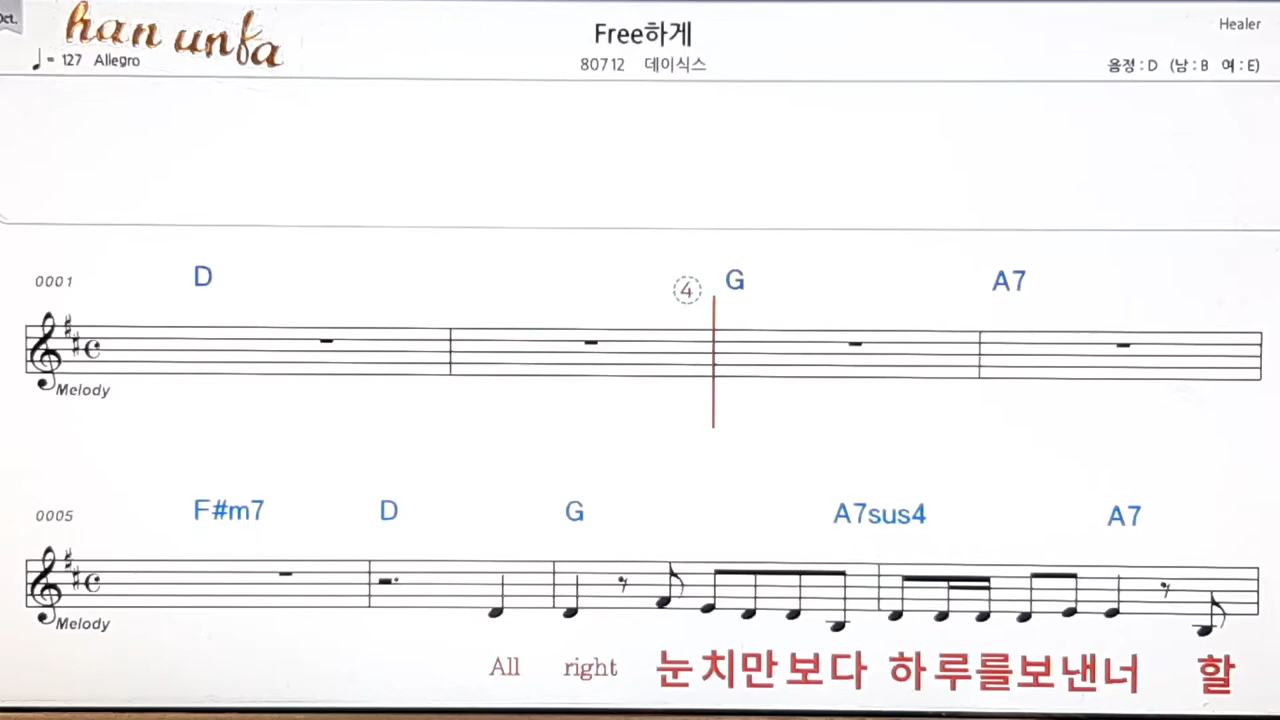 Oct.
han unfa
Free하게
Healer
♩= 127 Allegro
80712 데이식스
음정 : D (남 : B 여 : E)
0001 D ④ G A7
Melody
0005 F#m7 D G A7sus4 A7
Melody
All right 눈치만보다 하루를보낸너 할